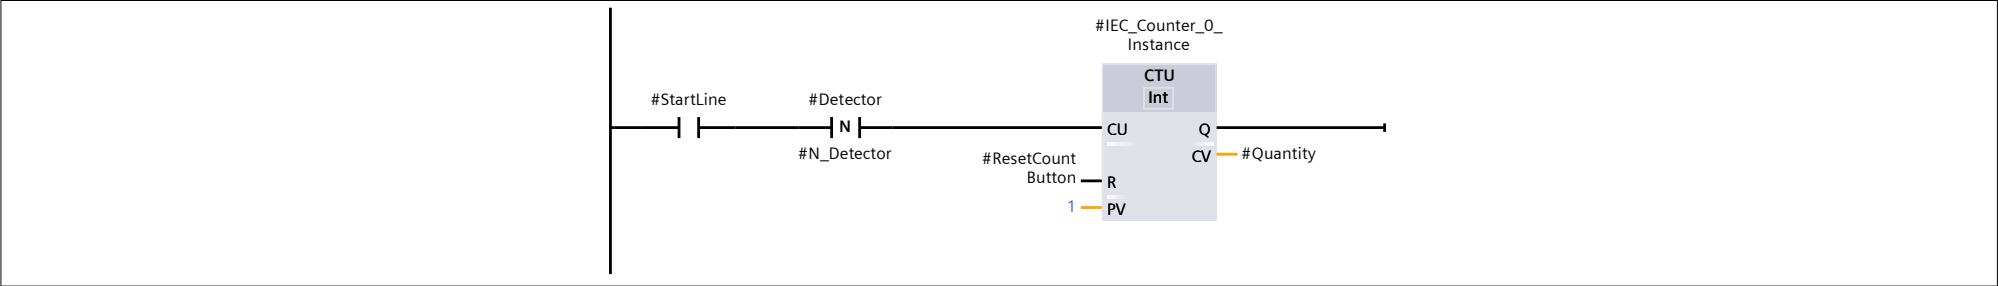 #IEC_Counter_0_
Instance
CTU
Int
#StartLine
#Detector
N
#N_Detector
CU
Q
CV
#Quantity
#ResetCount
Button
R
1
PV